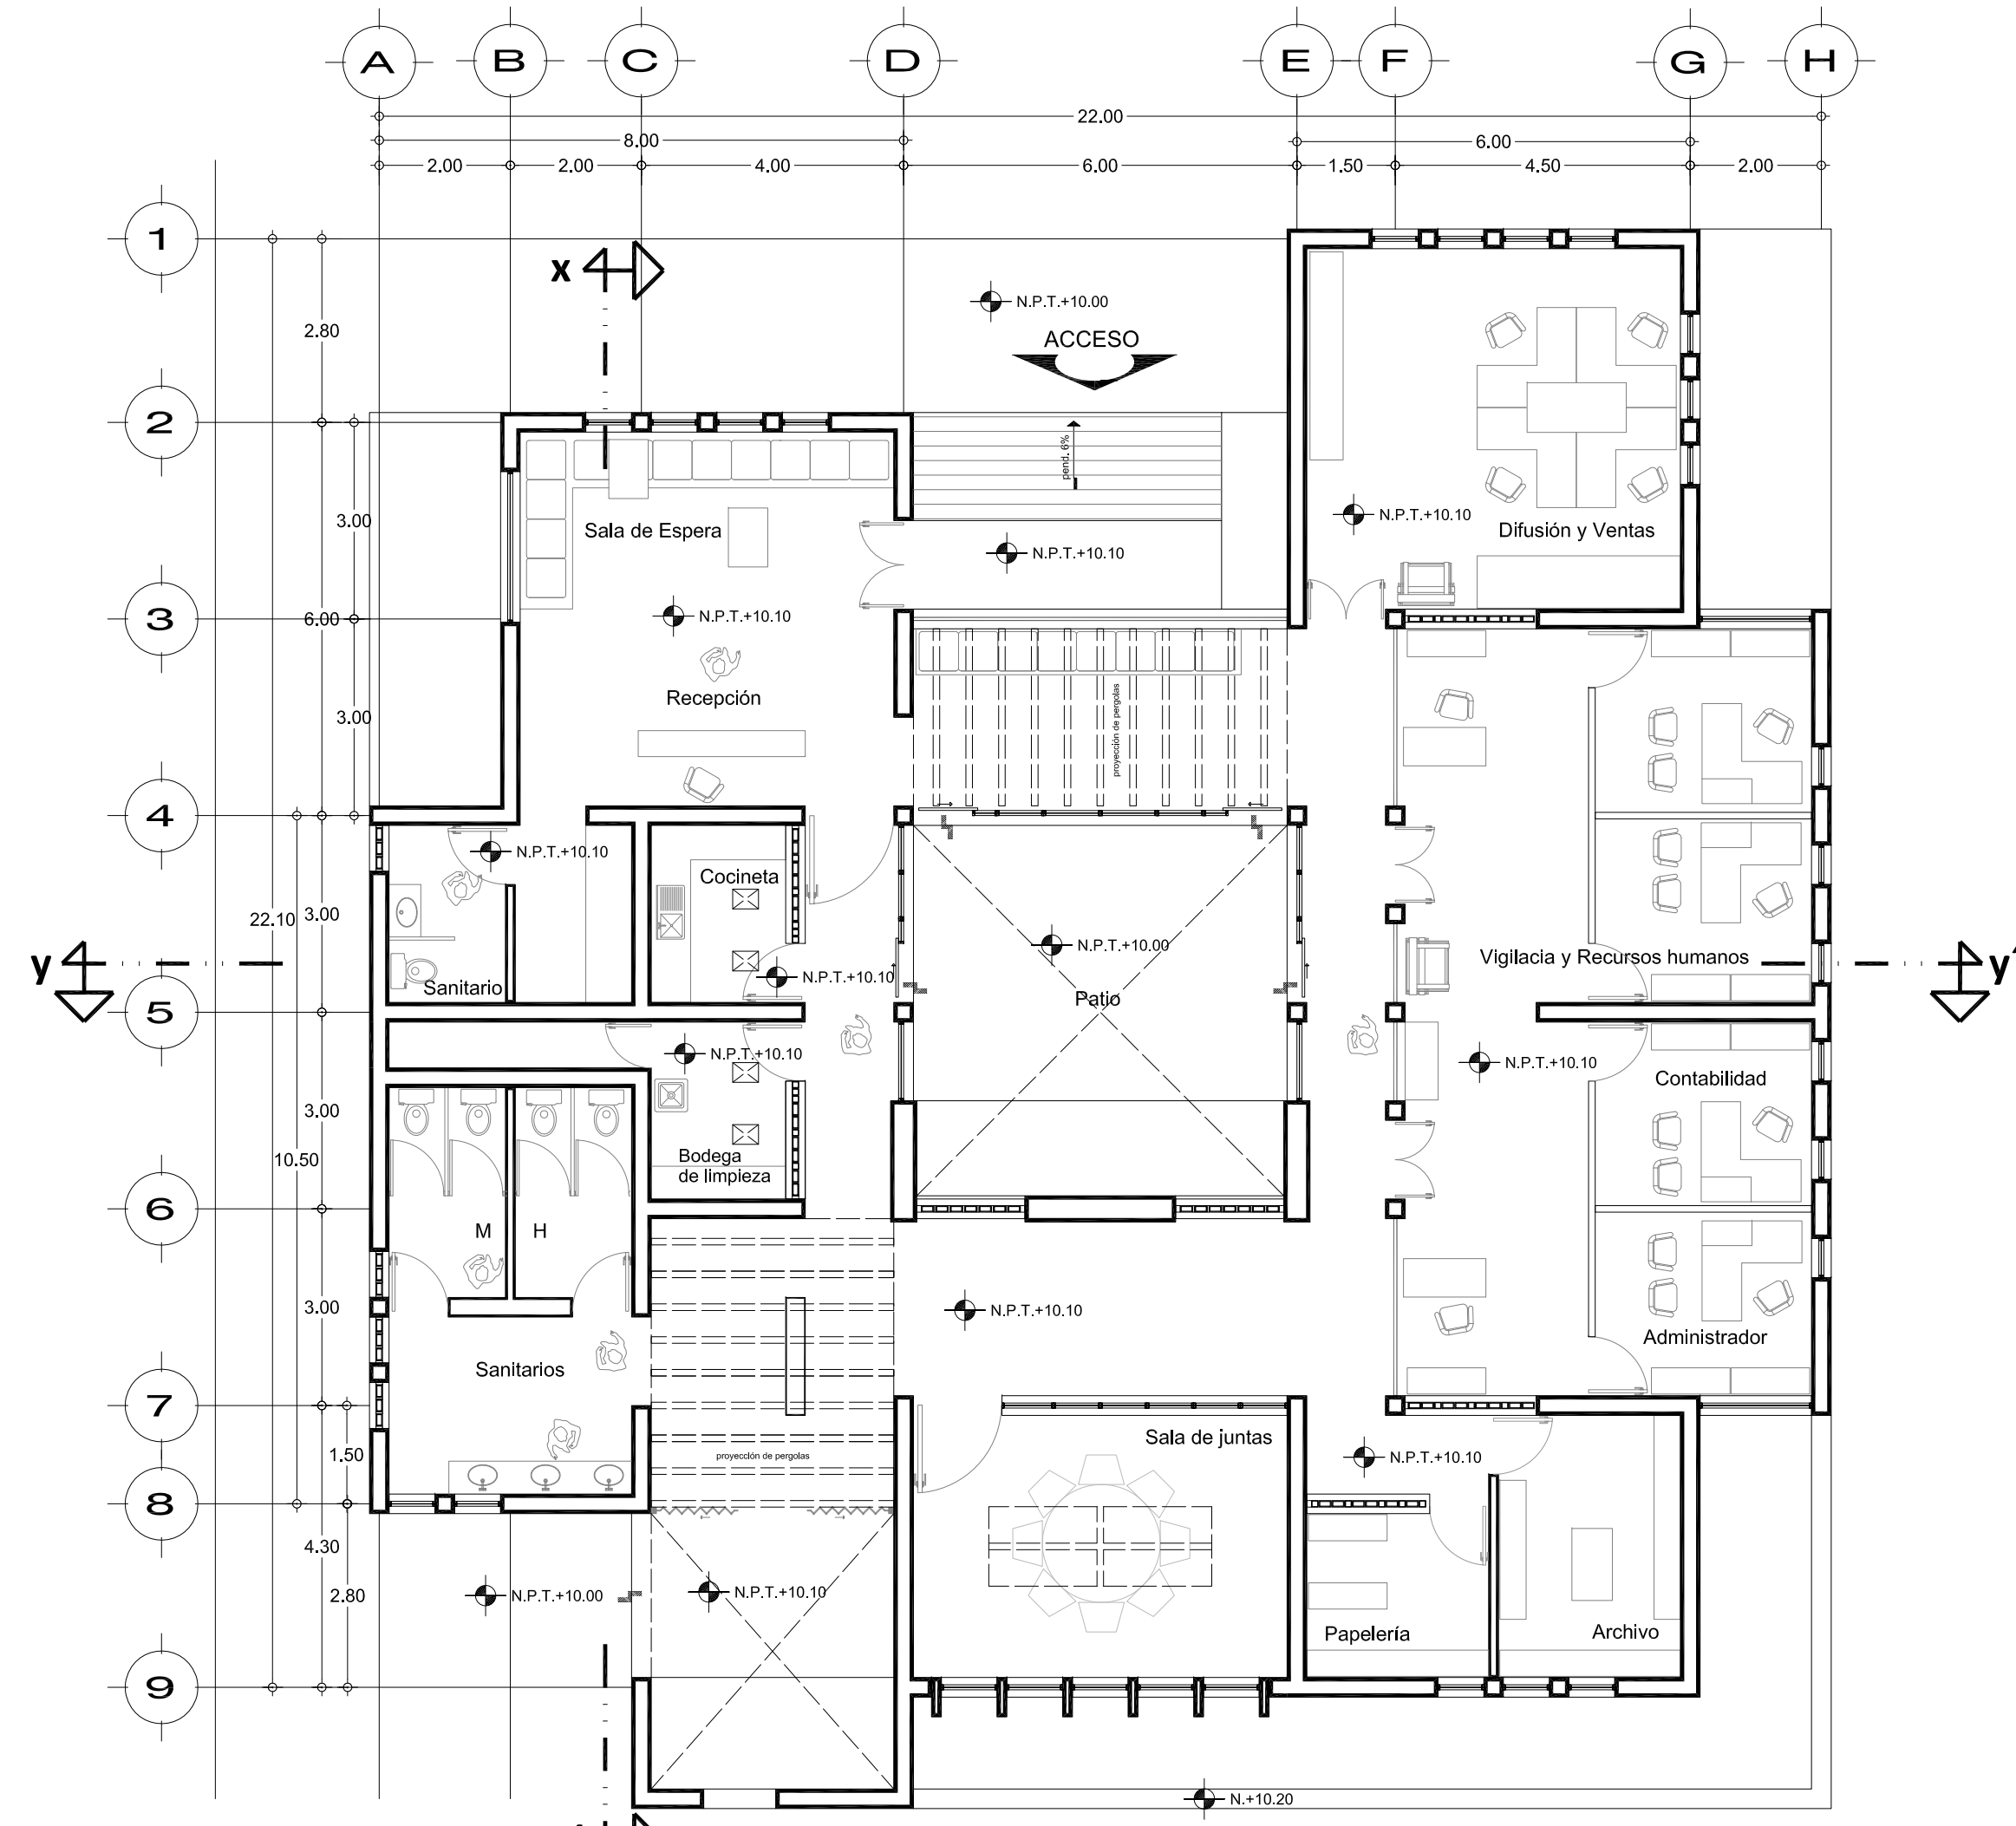 A B C D E F G H
22.00
8.00 6.00
2.00 2.00 4.00 6.00 1.50 4.50 2.00
1
x
N.P.T.+10.00
2.80
ACCESO
2
pend. 6%
3.00
Sala de Espera
N.P.T.+10.10
N.P.T.+10.10
Difusión y Ventas
N.P.T.+10.10
3
6.00
N.P.T.+10.10
Recepción
3.00
proyección de pergolas
4
N.P.T.+10.10
Cocineta
22.10
3.00
N.P.T.+10.00
y
Vigilacia y Recursos humanos
y'
N.P.T.+10.10
Sanitario
Patio
5
N.P.T.+10.10
N.P.T.+10.10
Contabilidad
3.00
10.50
Bodega
de limpieza
6
M
H
3.00
N.P.T.+10.10
Administrador
Sanitarios
7
Sala de juntas
1.50
proyección de pergolas
N.P.T.+10.10
8
4.30
2.80
N.P.T.+10.00
N.P.T.+10.10
Papelería
Archivo
9
N.+10.20